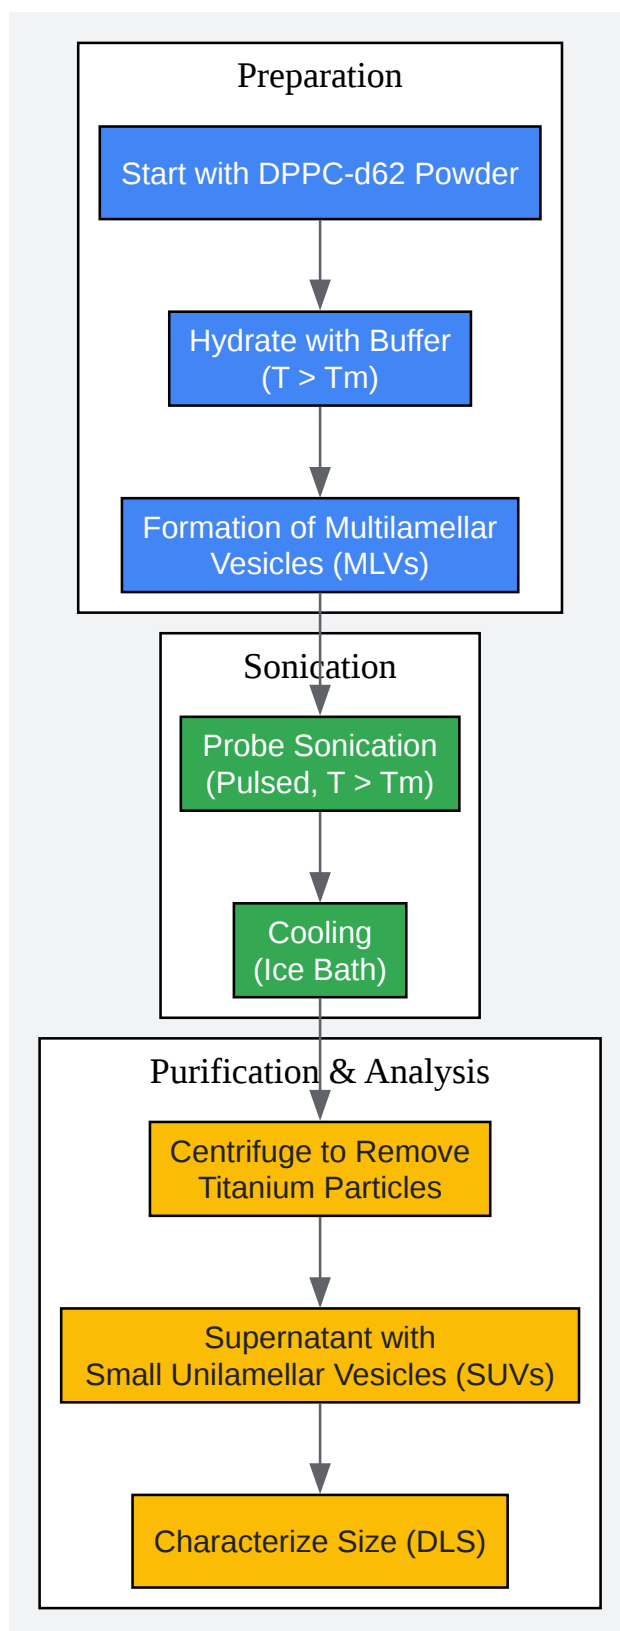 Preparation
Start with DPPC-d62 Powder
Hydrate with Buffer
(T > Tm)
Formation of Multilamellar
Vesicles (MLVs)
Sonication
Probe Sonication
(Pulsed, T > Tm)
Cooling
(Ice Bath)
Purification & Analysis
Centrifuge to Remove
Titanium Particles
Supernatant with
Small Unilamellar Vesicles (SUVs)
Characterize Size (DLS)